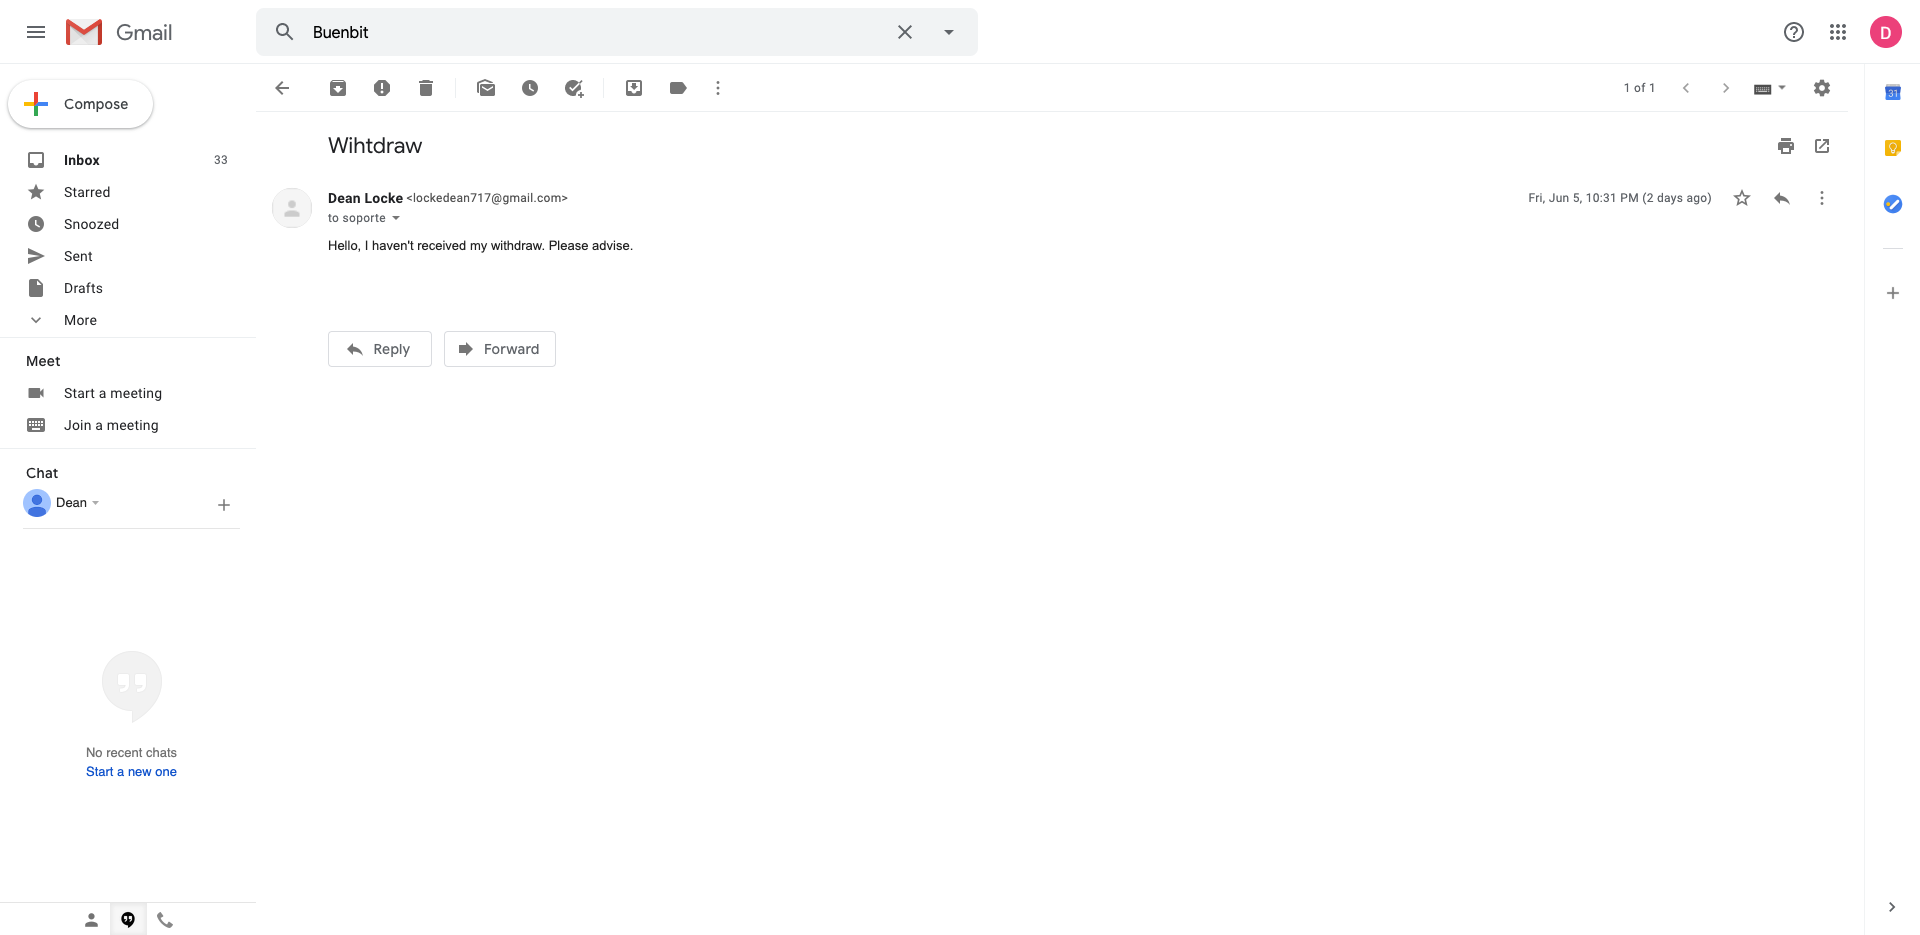 Gmail
Buenbit
D
Compose
1 of 1
31
Inbox 33
Starred
Snoozed
Sent
Drafts
More
Meet
Start a meeting
Join a meeting
Chat
Dean
No recent chats
Start a new one
Wihtdraw
Dean Locke <lockedean717@gmail.com>
Fri, Jun 5, 10:31 PM (2 days ago)
to soporte
Hello, I haven't received my withdraw. Please advise.
Reply
Forward